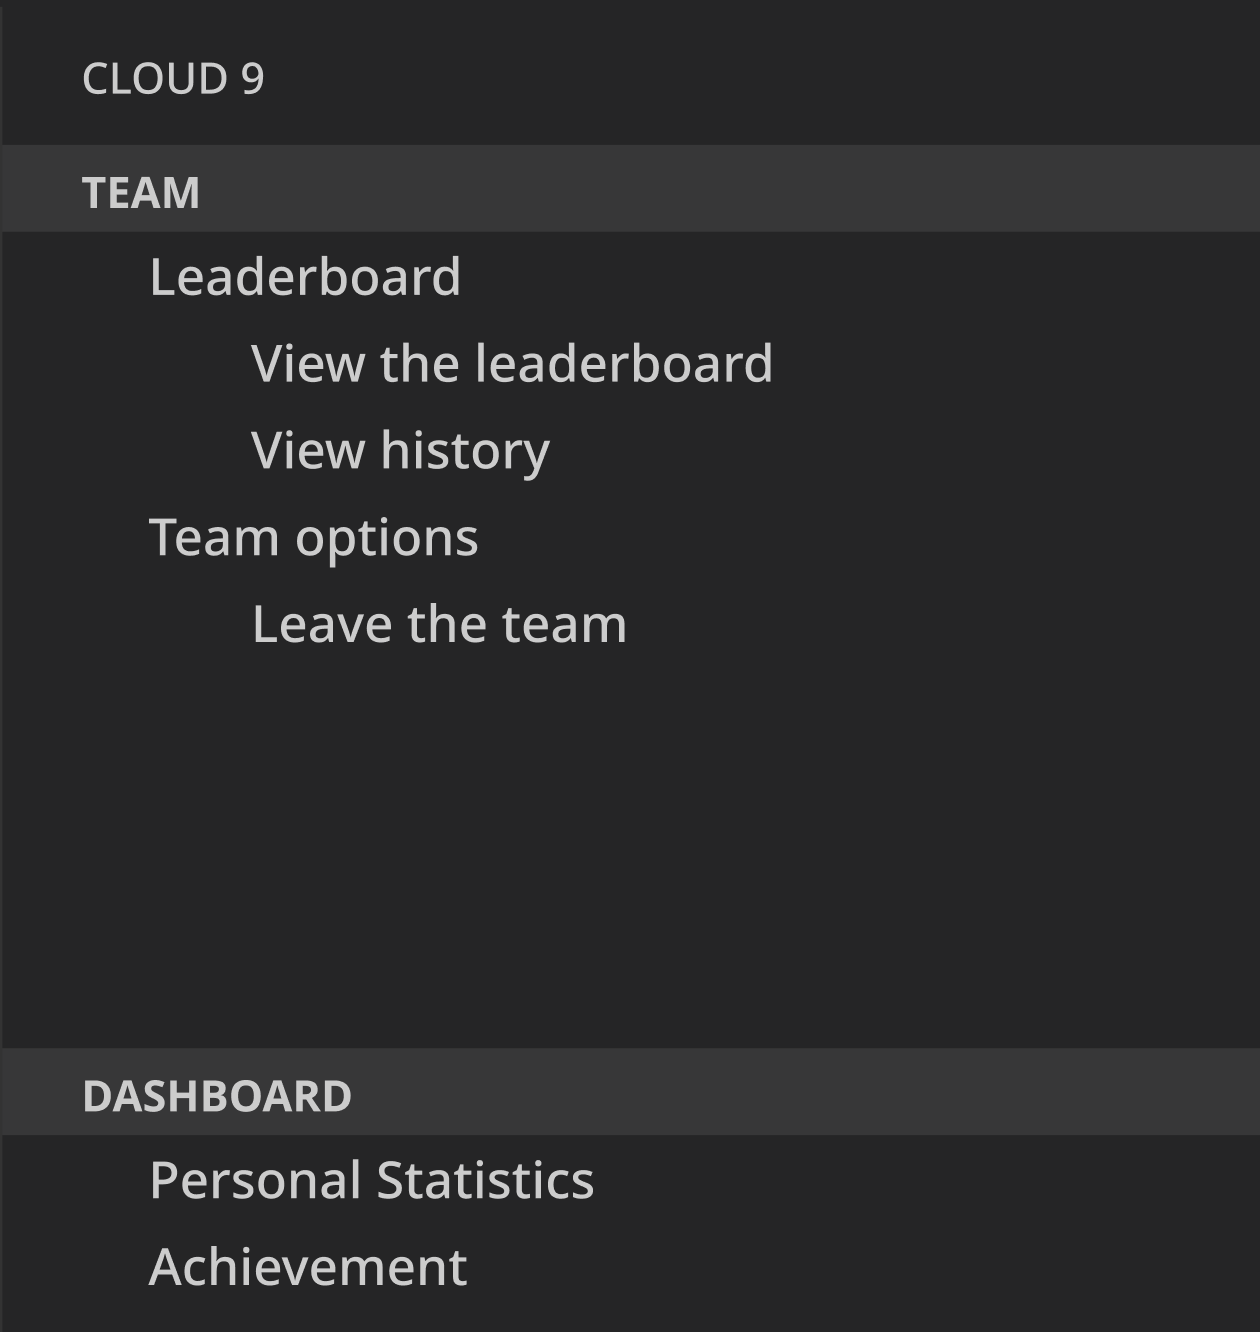 CLOUD 9
TEAM
Leaderboard
View the leaderboard
View history
Team options
Leave the team
DASHBOARD
Personal Statistics
Achievement